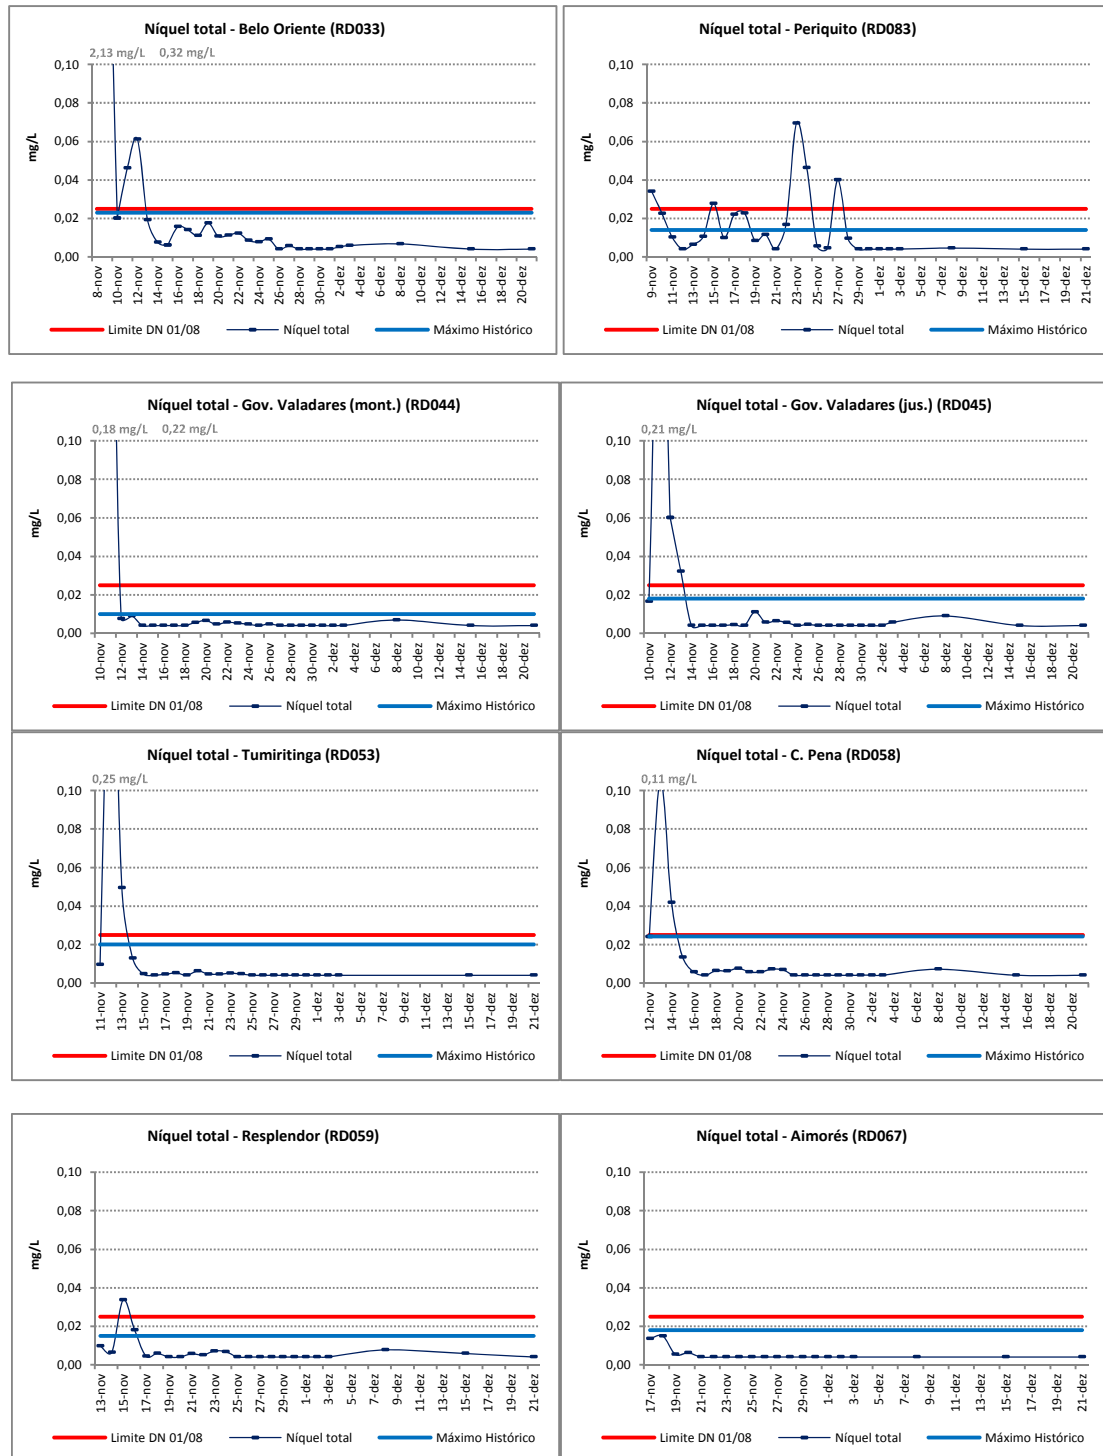 Níquel total - Belo Oriente (RD033)
2,13 mg/L 0,32 mg/L
0,10
0,08
0,06
0,04
0,02
0,00
mg/L
8-nov 10-nov 12-nov 14-nov 16-nov 18-nov 20-nov 22-nov 24-nov 26-nov 28-nov 30-nov 2-dez 4-dez 6-dez 8-dez 10-dez 12-dez 14-dez 16-dez 18-dez 20-dez
Limite DN 01/08 Níquel total Máximo Histórico
Níquel total - Periquito (RD083)
0,10
0,08
0,06
0,04
0,02
0,00
mg/L
9-nov 11-nov 13-nov 15-nov 17-nov 19-nov 21-nov 23-nov 25-nov 27-nov 29-nov 1-dez 3-dez 5-dez 7-dez 9-dez 11-dez 13-dez 15-dez 17-dez 19-dez 21-dez
Limite DN 01/08 Níquel total Máximo Histórico
Níquel total - Gov. Valadares (mont.) (RD044)
0,18 mg/L 0,22 mg/L
0,10
0,08
0,06
0,04
0,02
0,00
mg/L
10-nov 12-nov 14-nov 16-nov 18-nov 20-nov 22-nov 24-nov 26-nov 28-nov 30-nov 2-dez 4-dez 6-dez 8-dez 10-dez 12-dez 14-dez 16-dez 18-dez 20-dez
Limite DN 01/08 Níquel total Máximo Histórico
Níquel total - Gov. Valadares (jus.) (RD045)
0,21 mg/L
0,10
0,08
0,06
0,04
0,02
0,00
mg/L
10-nov 12-nov 14-nov 16-nov 18-nov 20-nov 22-nov 24-nov 26-nov 28-nov 30-nov 2-dez 4-dez 6-dez 8-dez 10-dez 12-dez 14-dez 16-dez 18-dez 20-dez
Limite DN 01/08 Níquel total Máximo Histórico
Níquel total - Tumiritinga (RD053)
0,25 mg/L
0,10
0,08
0,06
0,04
0,02
0,00
mg/L
11-nov 13-nov 15-nov 17-nov 19-nov 21-nov 23-nov 25-nov 27-nov 29-nov 1-dez 3-dez 5-dez 7-dez 9-dez 11-dez 13-dez 15-dez 17-dez 19-dez 21-dez
Limite DN 01/08 Níquel total Máximo Histórico
Níquel total - C. Pena (RD058)
0,11 mg/L
0,10
0,08
0,06
0,04
0,02
0,00
mg/L
12-nov 14-nov 16-nov 18-nov 20-nov 22-nov 24-nov 26-nov 28-nov 30-nov 2-dez 4-dez 6-dez 8-dez 10-dez 12-dez 14-dez 16-dez 18-dez 20-dez
Limite DN 01/08 Níquel total Máximo Histórico
Níquel total - Resplendor (RD059)
0,10
0,08
0,06
0,04
0,02
0,00
mg/L
13-nov 15-nov 17-nov 19-nov 21-nov 23-nov 25-nov 27-nov 29-nov 1-dez 3-dez 5-dez 7-dez 9-dez 11-dez 13-dez 15-dez 17-dez 19-dez 21-dez
Limite DN 01/08 Níquel total Máximo Histórico
Níquel total - Aimorés (RD067)
0,10
0,08
0,06
0,04
0,02
0,00
mg/L
17-nov 19-nov 21-nov 23-nov 25-nov 27-nov 29-nov 1-dez 3-dez 5-dez 7-dez 9-dez 11-dez 13-dez 15-dez 17-dez 19-dez 21-dez
Limite DN 01/08 Níquel total Máximo Histórico